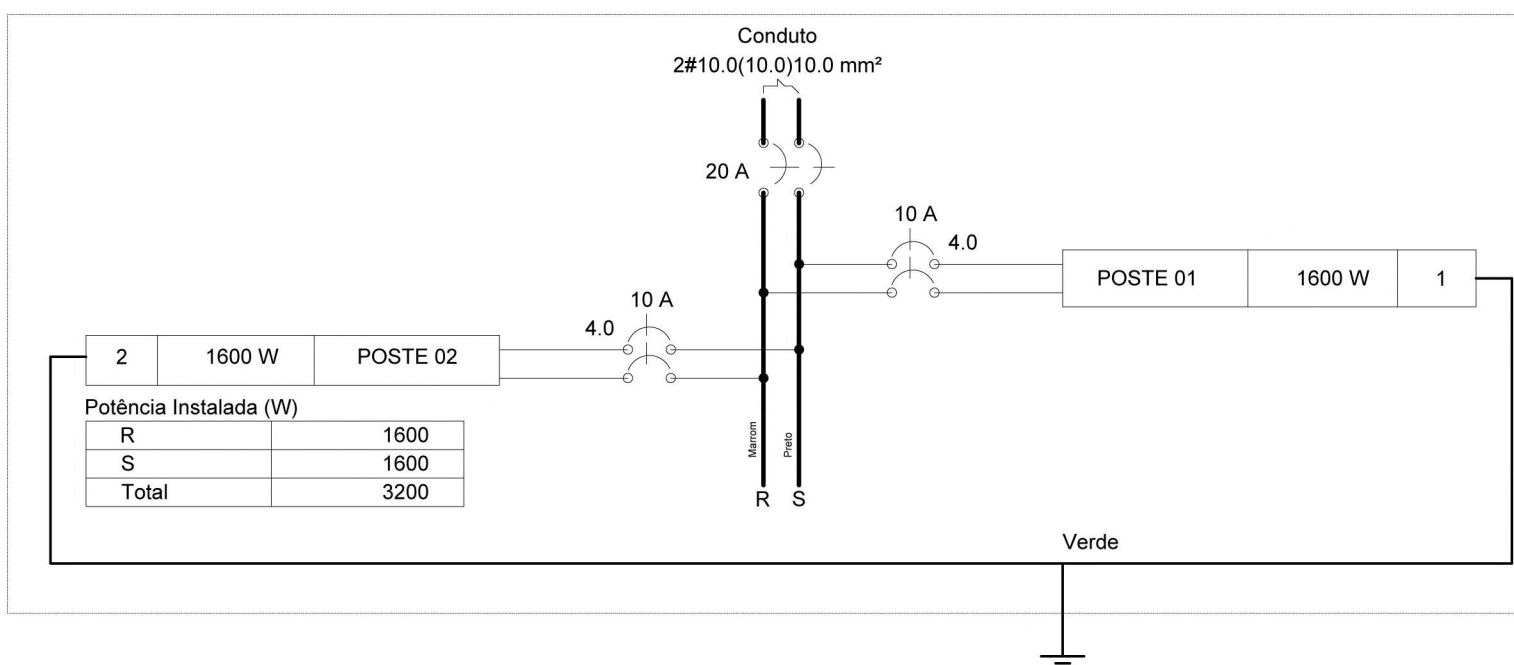 Conduto
2#10.0(10.0)10.0 mm²
20 A
10 A
4.0
POSTE 01 1600 W 1
10 A
4.0
2 1600 W POSTE 02
Potência Instalada (W)
R 1600
S 1600
Total 3200
Marrom
Preto
R S
Verde